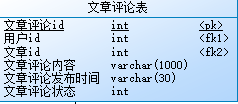 文章评论表
文章评论id int <pk>
用户id int <fk1>
文章id int <fk2>
文章评论内容 varchar(1000)
文章评论发布时间 varchar(30)
文章评论状态 int